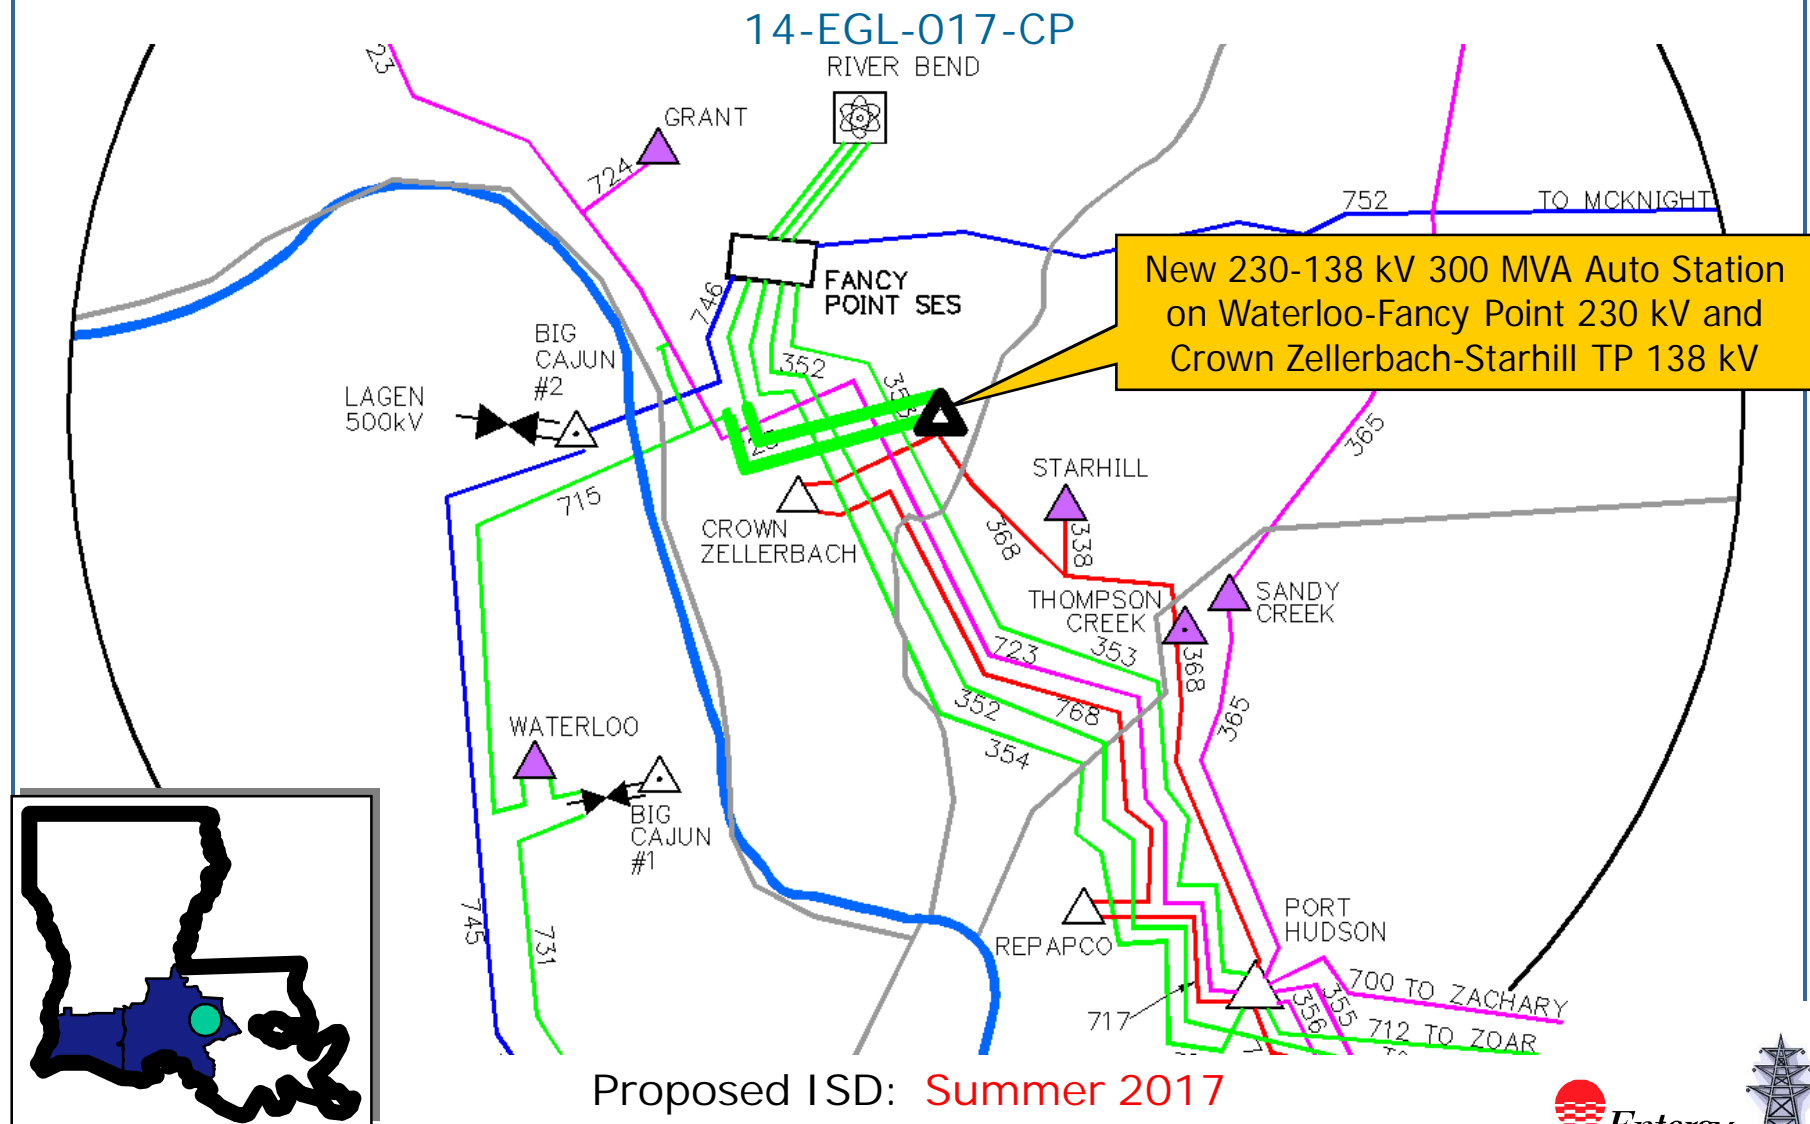 14-EGL-017-CP
RIVER BEND
23
GRANT
724
752
TO MCKNIGHT
FANCY
POINT SES
746
New 230-138 kV 300 MVA Auto Station
on Waterloo-Fancy Point 230 kV and
Crown Zellerbach-Starhill TP 138 kV
BIG
CAJUN
#2
LAGEN
500kV
352
353
365
715
STARHILL
CROWN
ZELLERBACH
368
338
THOMPSON
CREEK
SANDY
CREEK
723
353
368
352
768
354
365
WATERLOO
BIG
CAJUN
#1
745
731
REPAPCO
PORT
HUDSON
717
700 TO ZACHARY
355
356
712 TO ZOAR
Proposed ISD: Summer 2017
Entergy